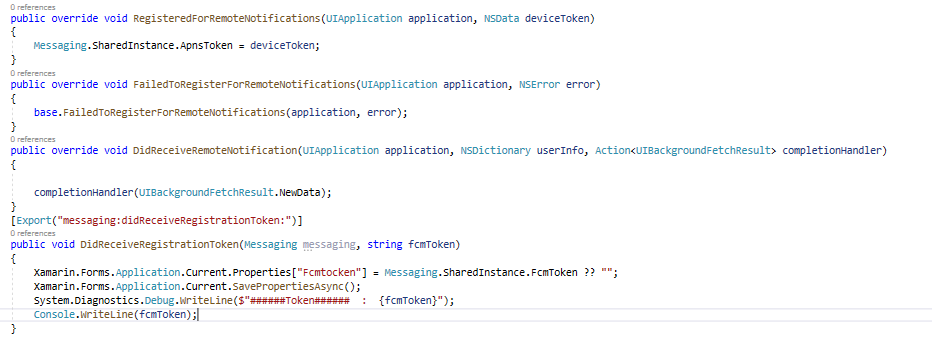 0 references
public override void RegisteredForRemoteNotifications(UIApplication application, NSData deviceToken)
{
Messaging.SharedInstance.ApnsToken = deviceToken;
}
0 references
public override void FailedToRegisterForRemoteNotifications(UIApplication application, NSError error)
{
base.FailedToRegisterForRemoteNotifications(application, error);
}
0 references
public override void DidReceiveRemoteNotification(UIApplication application, NSDictionary userInfo, Action<UIBackgroundFetchResult> completionHandler)
{
completionHandler(UIBackgroundFetchResult.NewData);
}
[Export("messaging:didReceiveRegistrationToken:")]
0 references
public void DidReceiveRegistrationToken(Messaging messaging, string fcmToken)
{
Xamarin.Forms.Application.Current.Properties["Fcmtocken"] = Messaging.SharedInstance.FcmToken ?? "";
Xamarin.Forms.Application.Current.SavePropertiesAsync();
System.Diagnostics.Debug.WriteLine($"######Token######  :  {fcmToken}");
Console.WriteLine(fcmToken);
}